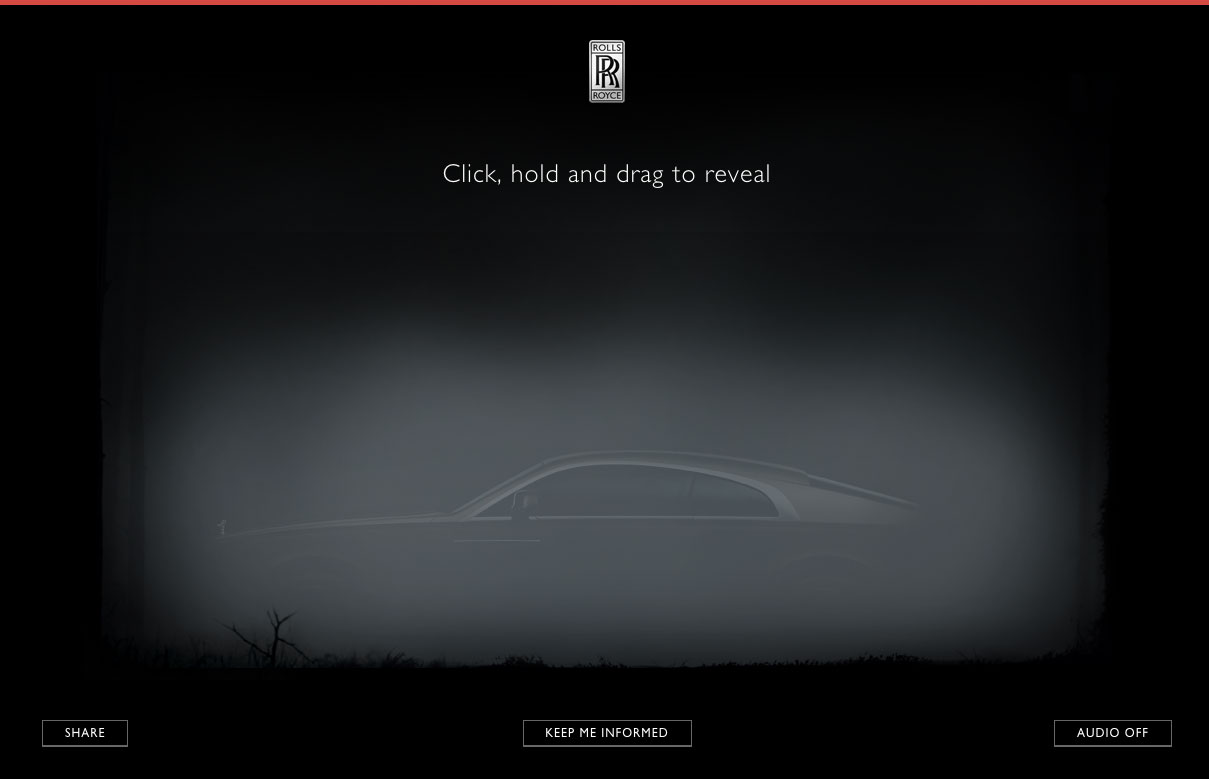 ROLLS
RR
ROYCE
Click, hold and drag to reveal
SHARE
KEEP ME INFORMED
AUDIO OFF